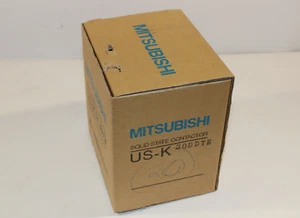 MITSUBISHI
MITSUBISHI
SOLID STATE CONTACTOR
US-K